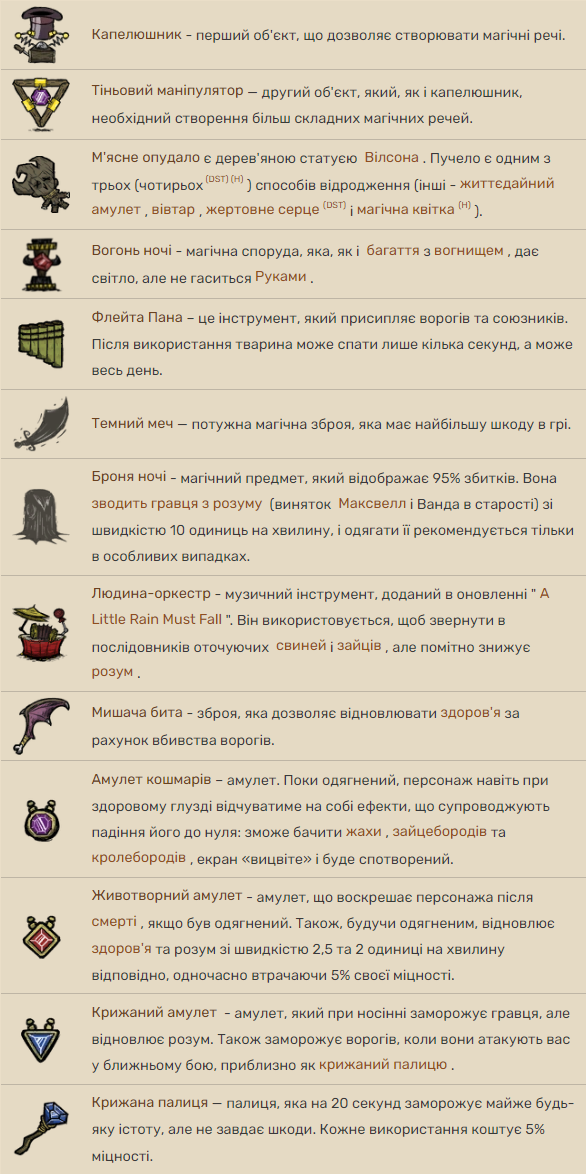 Капелюшник - перший об'єкт, що дозволяє створювати магічні речі.
Тіньовий маніпулятор — другий об'єкт, який, як і капелюшник,
необхідний створення більш складних магічних речей.
М'ясне опудало є дерев'яною статуєю Вілсона . Пучело є одним з
трьох (чотирьох (DST) (H) ) способів відродження (інші - життєдайний
амулет , вівтар , жертовне серце (DST) і магічна квітка (H) ).
Вогонь ночі - магічна споруда, яка, як і багаття з вогнищем , дає
світло, але не гаситься Руками .
Флейта Пана – це інструмент, який присипляє ворогів та союзників.
Після використання тварина може спати лише кілька секунд, а може
весь день.
Темний меч — потужна магічна зброя, яка має найбільшу шкоду в грі.
Броня ночі - магічний предмет, який відображає 95% збитків. Вона
зводить гравця з розуму (виняток Максвелл і Ванда в старості) зі
швидкістю 10 одиниць на хвилину, і одягати її рекомендується тільки
в особливих випадках.
Людина-оркестр - музичний інструмент, доданий в оновленні " A
Little Rain Must Fall ". Він використовується, щоб звернути в
послідовників оточуючих свиней і зайців , але помітно знижує
розум .
Мишача бита - зброя, яка дозволяє відновлювати здоров'я за
рахунок вбивства ворогів.
Амулет кошмарів – амулет. Поки одягнений, персонаж навіть при
здоровому глузді відчуватиме на собі ефекти, що супроводжують
падіння його до нуля: зможе бачити жахи , зайцебородів та
кролебородів , екран «вицвіте» і буде спотворений.
Животворний амулет - амулет, що воскрешає персонажа після
смерті , якщо був одягнений. Також, будучи одягненим, відновлює
здоров'я та розум зі швидкістю 2,5 та 2 одиниці на хвилину
відповідно, одночасно втрачаючи 5% своєї міцності.
Крижаний амулет - амулет, який при носінні заморожує гравця, але
відновлює розум. Також заморожує ворогів, коли вони атакують вас
у ближньому бою, приблизно як крижаний палицю .
Крижана палиця — палиця, яка на 20 секунд заморожує майже будь-
яку істоту, але не завдає шкоди. Кожне використання коштує 5%
міцності.